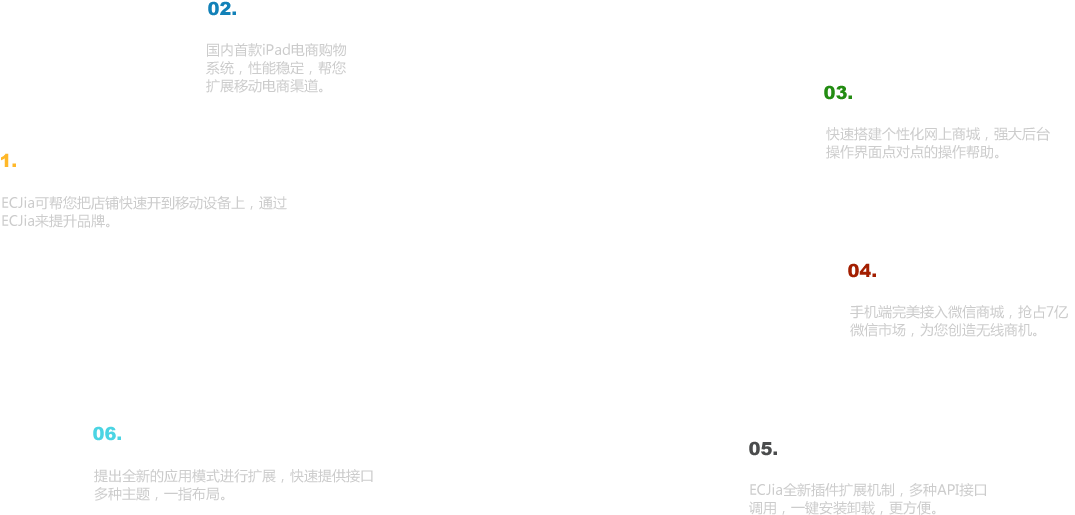 02.
国内首款iPad电商购物
系统，性能稳定，帮您
扩展移动电商渠道。
03.
快速搭建个性化网上商城，强大后台
操作界面点对点的操作帮助。
1.
ECJia可帮您把店铺快速开到移动设备上，通过
ECJia来提升品牌。
04.
手机端完美接入微信商城，抢占7亿
微信市场，为您创造无线商机。
06.
提出全新的应用模式进行扩展，快速提供接口
多种主题，一指布局。
05.
ECJia全新插件扩展机制，多种API接口
调用，一键安装卸载，更方便。